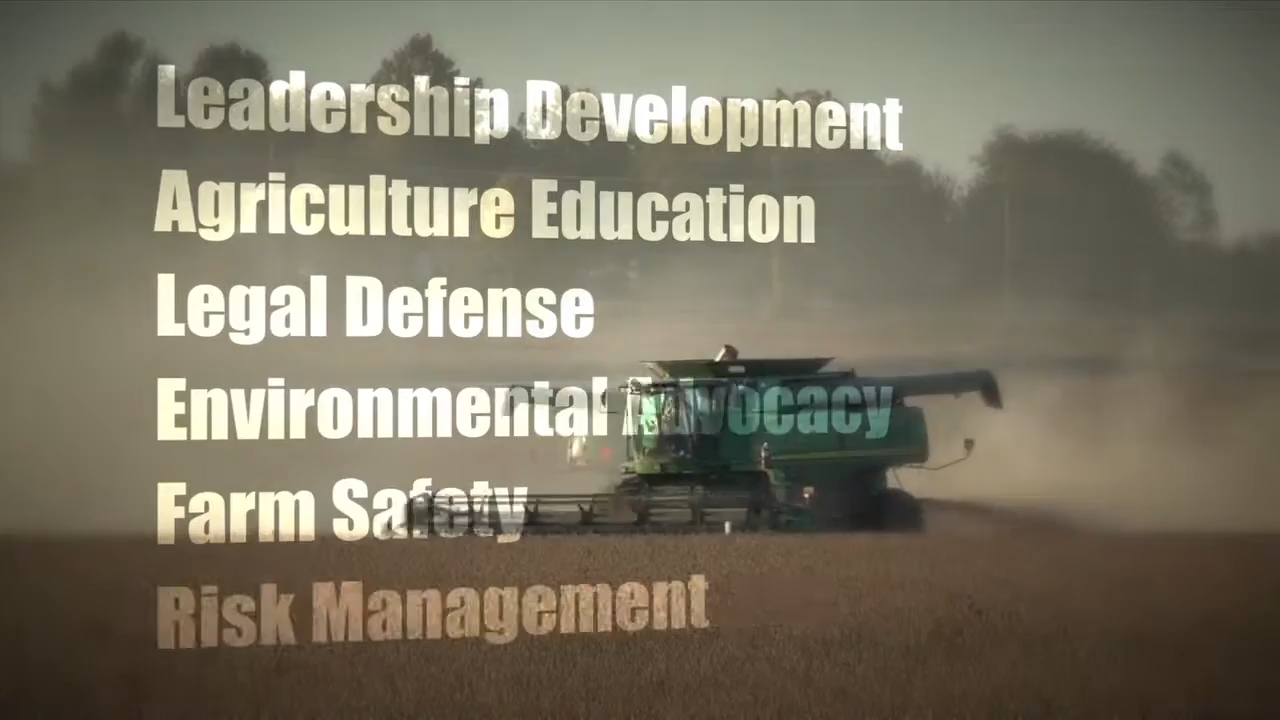 Leadership Development
Agriculture Education
Legal Defense
Environmental Advocacy
Farm Safety
Risk Management